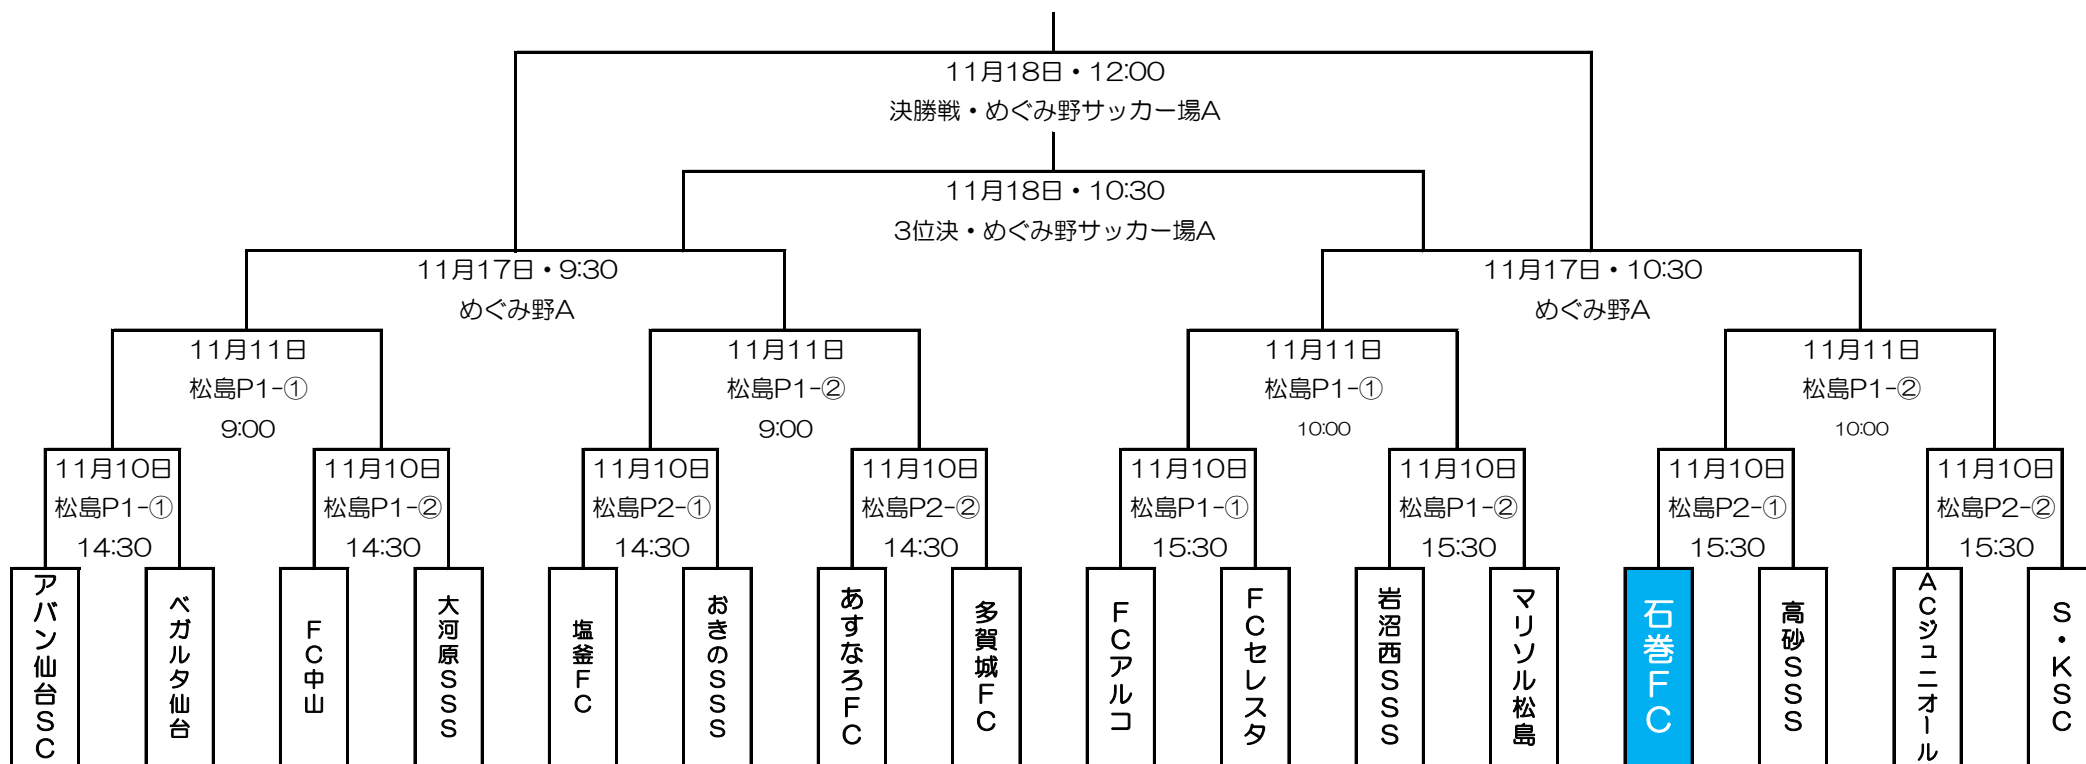 11月18日・12:00
決勝戦・めぐみ野サッカー場A
11月18日・10:30
3位決・めぐみ野サッカー場A
11月17日・9:30
めぐみ野A
11月17日・10:30
めぐみ野A
11月11日
松島P1-①
9:00
11月11日
松島P1-②
9:00
11月11日
松島P1-①
10:00
11月11日
松島P1-②
10:00
11月10日
松島P1-①
14:30
11月10日
松島P1-②
14:30
11月10日
松島P2-①
14:30
11月10日
松島P2-②
14:30
11月10日
松島P1-①
15:30
11月10日
松島P1-②
15:30
11月10日
松島P2-①
15:30
11月10日
松島P2-②
15:30
アバン仙台SC
ベガルタ仙台
FC中山
大河原SSS
塩釜FC
おきのSSS
あすなろFC
多賀城FC
FCアルコ
FCセレスタ
岩沼西SSS
マリソル松島
石巻FC
高砂SSS
ACジュニオール
S・KSC